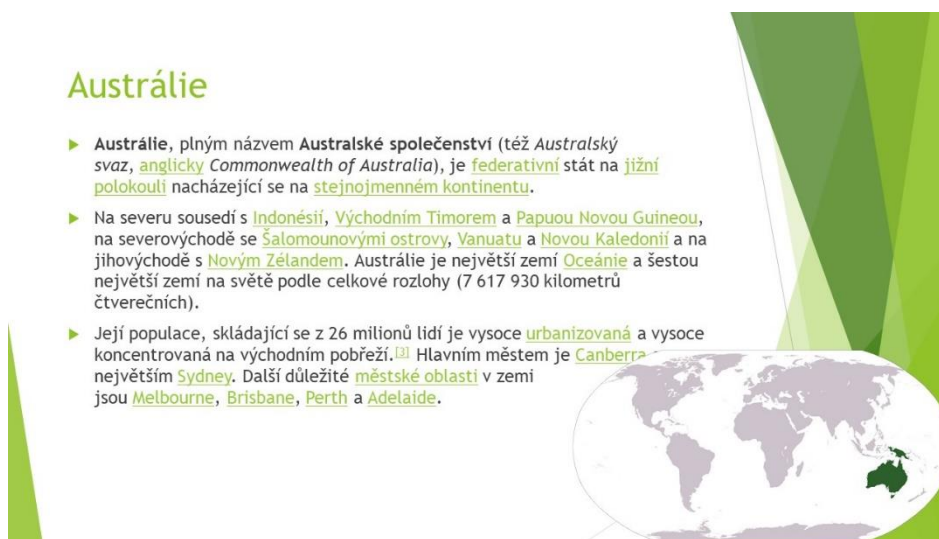 Austrálie
Austrálie, plným názvem Australské společenství (též Australský
svaz, anglicky Commonwealth of Australia), je federativní stát na jižní
polokouli nacházející se na stejnojmenném kontinentu.
Na severu sousedí s Indonésií, Východním Timorem a Papuou Novou Guineou,
na severovýchodě se Šalomounovými ostrovy, Vanuatu a Novou Kaledonií a na
jihovýchodě s Novým Zélandem. Austrálie je největší zemí Oceánie a šestou
největší zemí na světě podle celkové rozlohy (7 617 930 kilometrů
čtverečních).
Její populace, skládající se z 26 milionů lidí je vysoce urbanizovaná a vysoce
koncentrovaná na východním pobřeží.[3] Hlavním městem je Canberra
největším Sydney. Další důležité městské oblasti v zemi
jsou Melbourne, Brisbane, Perth a Adelaide.